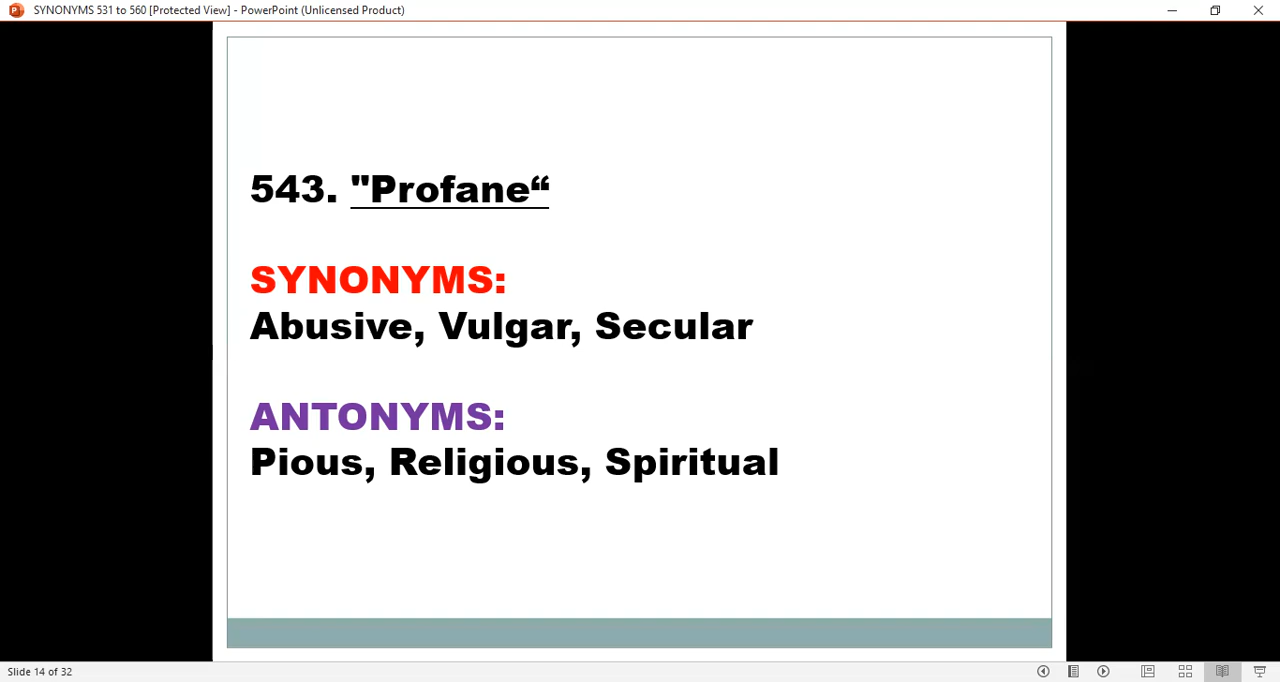 SYNONYMS 531 to 560 [Protected View] - PowerPoint (Unlicensed Product)
543. "Profane“
SYNONYMS:
Abusive, Vulgar, Secular
ANTONYMS:
Pious, Religious, Spiritual
Slide 14 of 32